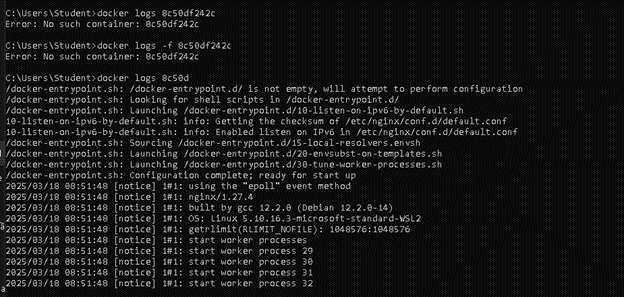 C:\Users\Student>docker logs 8c50df242c
Error: No such container: 8c50df242c
C:\Users\Student>docker logs -f 8c50df242c
Error: No such container: 8c50df242c
C:\Users\Student>docker logs 8c50d
/docker-entrypoint.sh: /docker-entrypoint.d/ is not empty, will attempt to perform configuration
/docker-entrypoint.sh: Looking for shell scripts in /docker-entrypoint.d/
/docker-entrypoint.sh: Launching /docker-entrypoint.d/10-listen-on-ipv6-by-default.sh
10-listen-on-ipv6-by-default.sh: info: Getting the checksum of /etc/nginx/conf.d/default.conf
10-listen-on-ipv6-by-default.sh: info: Enabled listen on IPv6 in /etc/nginx/conf.d/default.conf
/docker-entrypoint.sh: Sourcing /docker-entrypoint.d/15-local-resolvers.envsh
/docker-entrypoint.sh: Launching /docker-entrypoint.d/20-envsubst-on-templates.sh
/docker-entrypoint.sh: Launching /docker-entrypoint.d/30-tune-worker-processes.sh
/docker-entrypoint.sh: Configuration complete; ready for start up
2025/03/18 08:51:48 [notice] 1#1: using the "epoll" event method
2025/03/18 08:51:48 [notice] 1#1: nginx/1.27.4
2025/03/18 08:51:48 [notice] 1#1: built by gcc 12.2.0 (Debian 12.2.0-14)
2025/03/18 08:51:48 [notice] 1#1: OS: Linux 5.10.16.3-microsoft-standard-WSL2
2025/03/18 08:51:48 [notice] 1#1: getrlimit(RLIMIT_NOFILE): 1048576:1048576
2025/03/18 08:51:48 [notice] 1#1: start worker processes
2025/03/18 08:51:48 [notice] 1#1: start worker process 29
2025/03/18 08:51:48 [notice] 1#1: start worker process 30
2025/03/18 08:51:48 [notice] 1#1: start worker process 31
2025/03/18 08:51:48 [notice] 1#1: start worker process 32